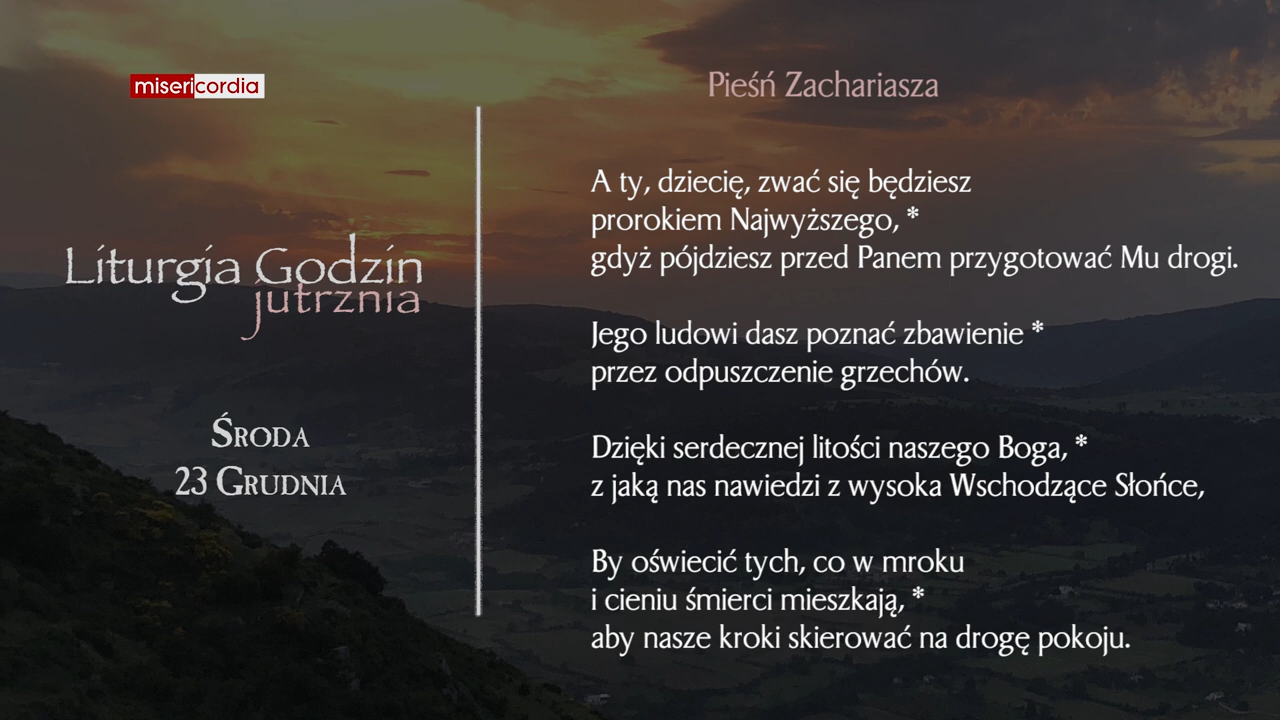 misericordia
Liturgia Godzin
jutrznia
Środa
23 Grudnia
Pieśń Zachariasza
A ty, dziecię, zwać się będziesz
prorokiem Najwyższego, *
gdyż pójdziesz przed Panem przygotować Mu drogi.
Jego ludowi dasz poznać zbawienie *
przez odpuszczenie grzechów.
Dzięki serdecznej litości naszego Boga, *
z jaką nas nawiedzi z wysoka Wschodzące Słońce,
By oświecić tych, co w mroku
i cieniu śmierci mieszkają, *
aby nasze kroki skierować na drogę pokoju.